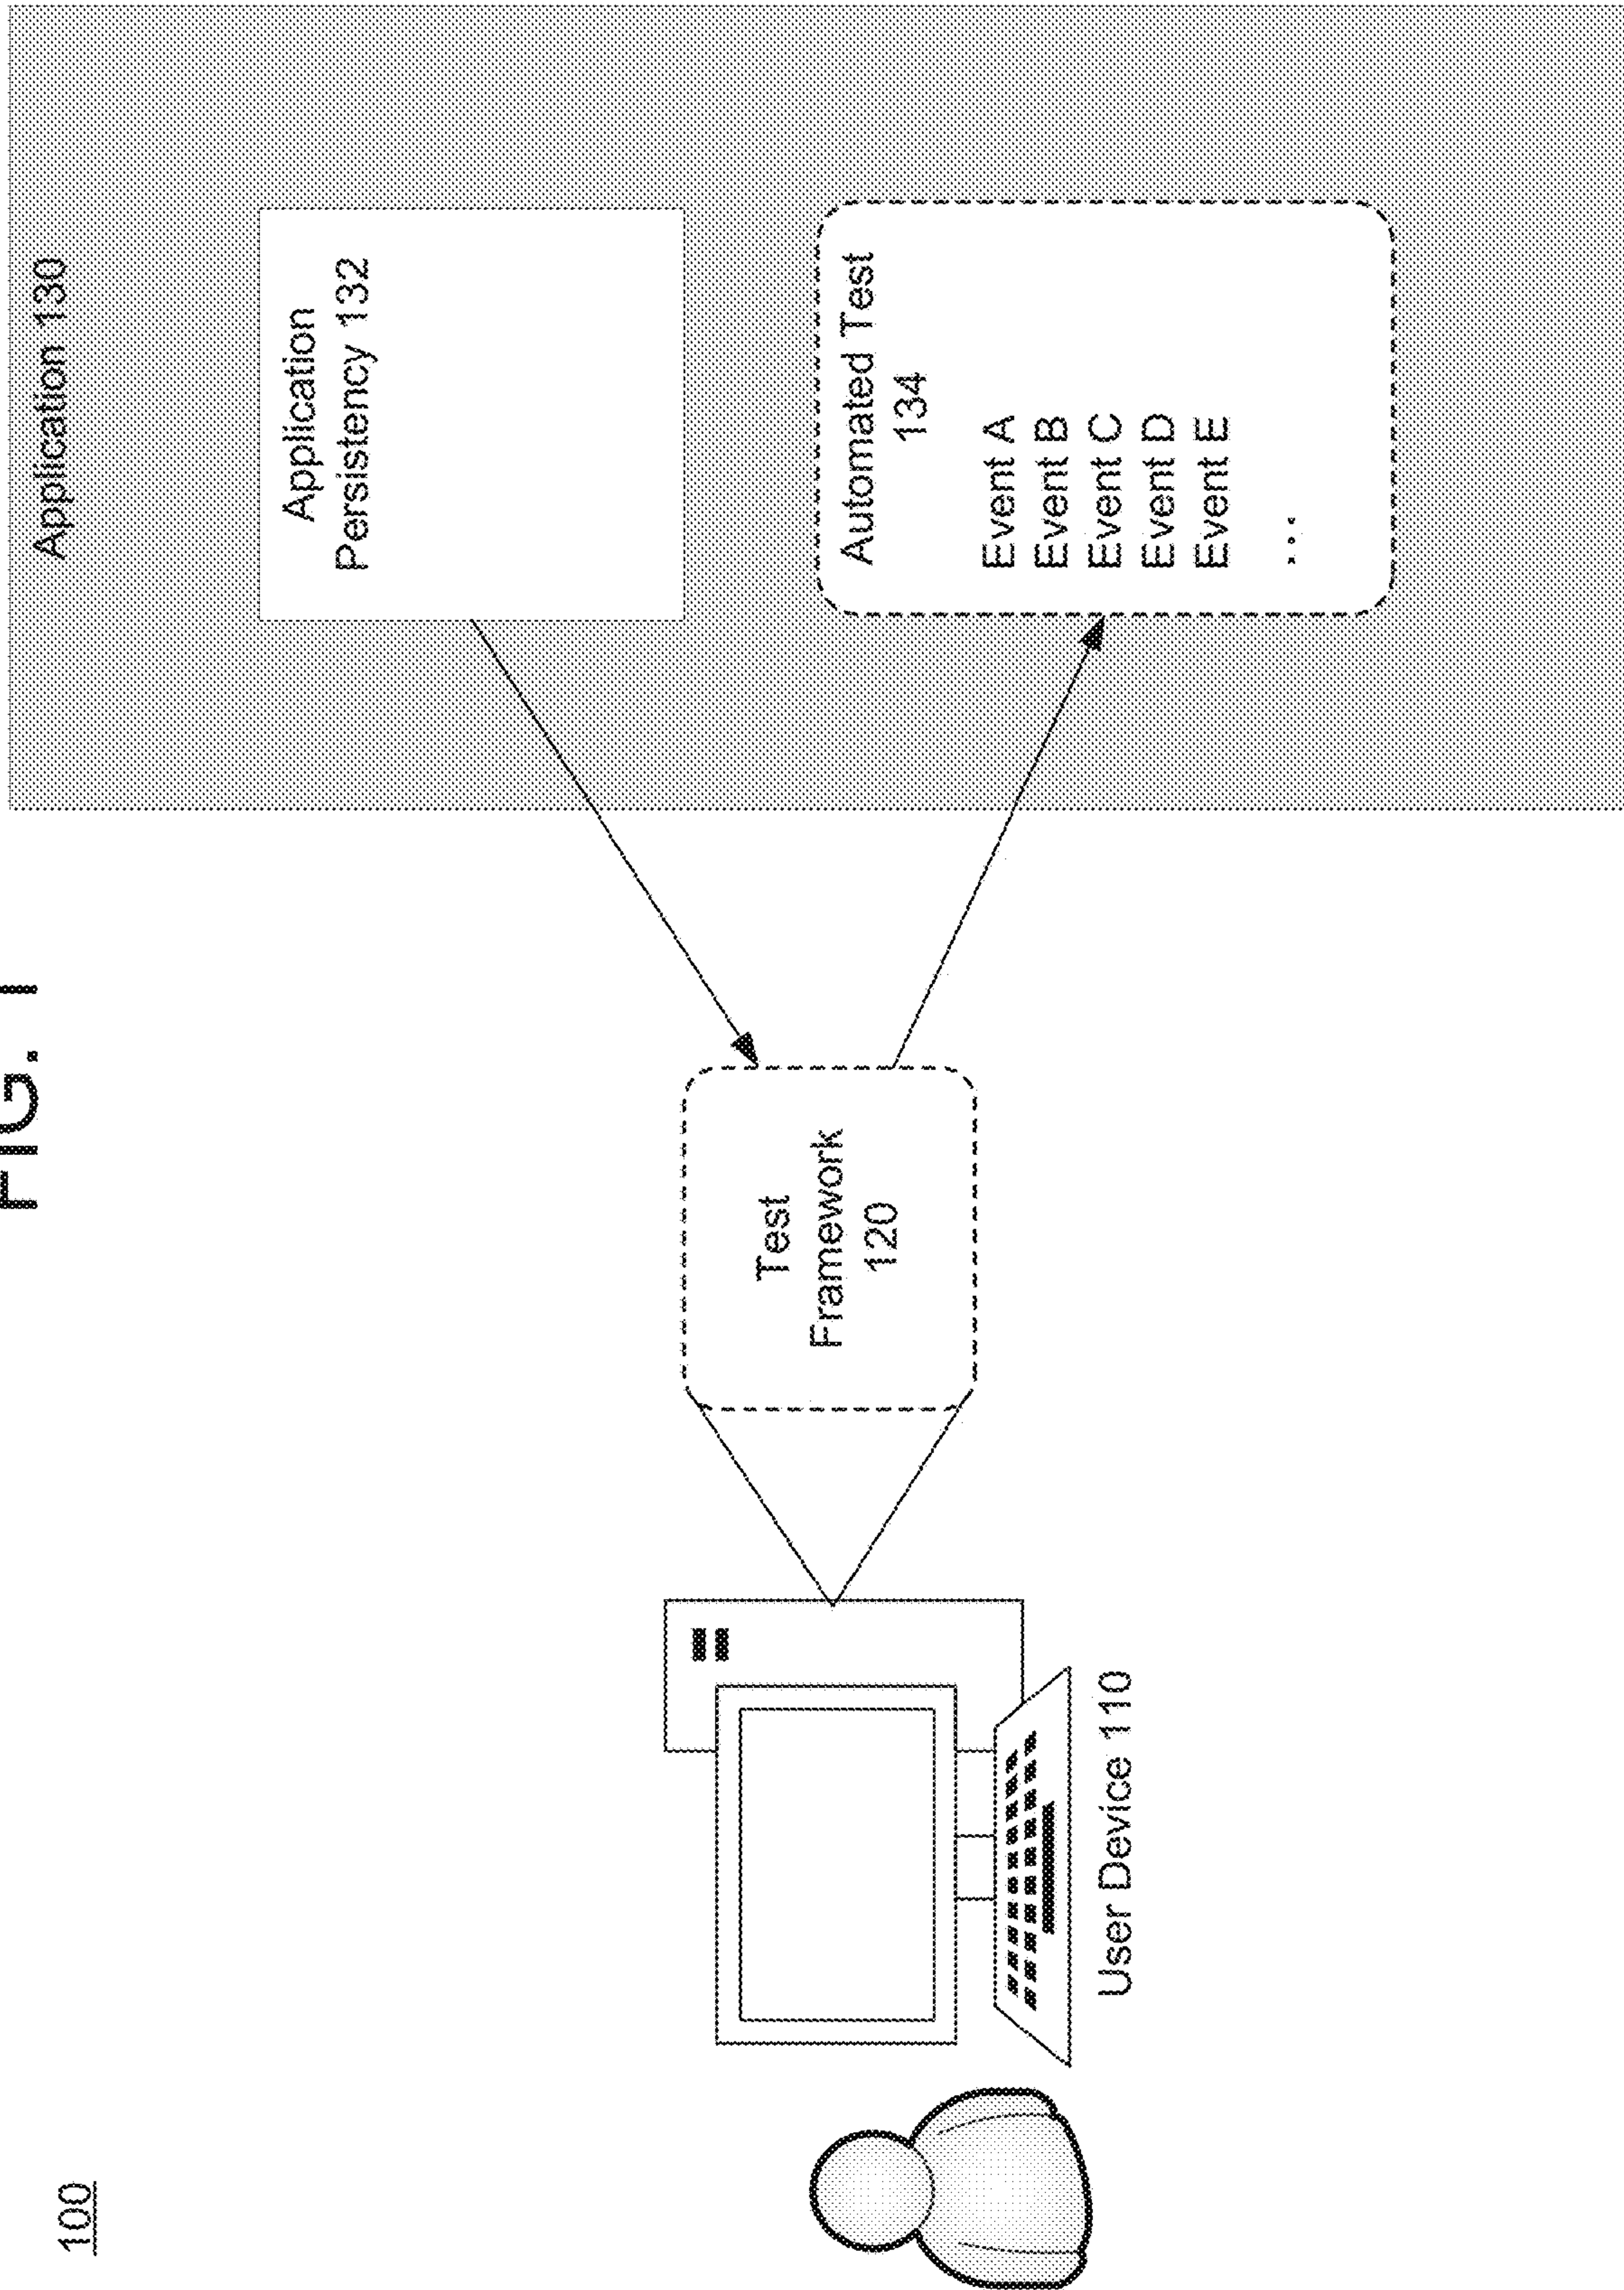 FIG. 1
100
Application 130
Application
Persistency 132
Test
Framework
120
Automated Test
134
Event A
Event B
Event C
Event D
Event E
...
User Device 110